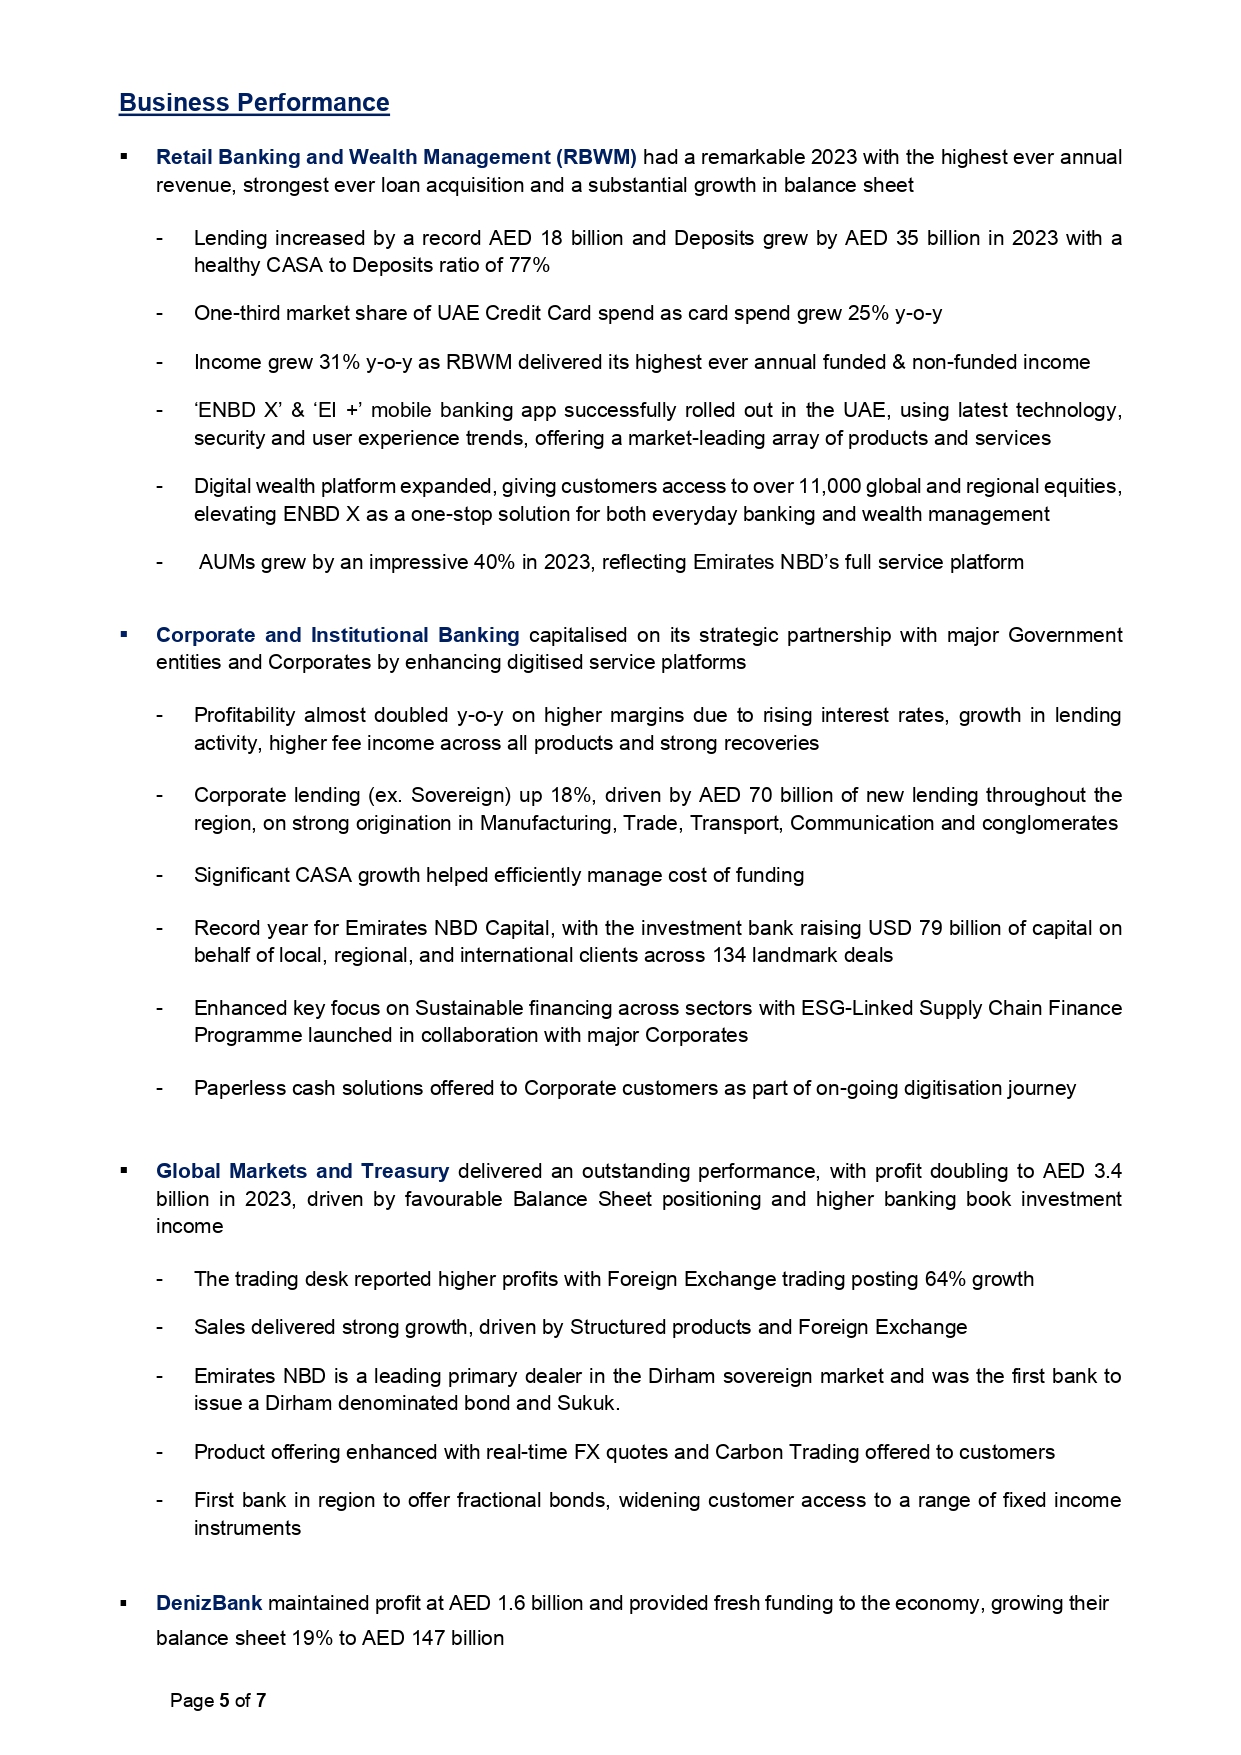 Business Performance
▪ Retail Banking and Wealth Management (RBWM) had a remarkable 2023 with the highest ever annual
revenue, strongest ever loan acquisition and a substantial growth in balance sheet
- Lending increased by a record AED 18 billion and Deposits grew by AED 35 billion in 2023 with a
healthy CASA to Deposits ratio of 77%
- One-third market share of UAE Credit Card spend as card spend grew 25% y-o-y
- Income grew 31% y-o-y as RBWM delivered its highest ever annual funded & non-funded income
- ‘ENBD X’ & ‘EI +’ mobile banking app successfully rolled out in the UAE, using latest technology,
security and user experience trends, offering a market-leading array of products and services
- Digital wealth platform expanded, giving customers access to over 11,000 global and regional equities,
elevating ENBD X as a one-stop solution for both everyday banking and wealth management
- AUMs grew by an impressive 40% in 2023, reflecting Emirates NBD’s full service platform
▪ Corporate and Institutional Banking capitalised on its strategic partnership with major Government
entities and Corporates by enhancing digitised service platforms
- Profitability almost doubled y-o-y on higher margins due to rising interest rates, growth in lending
activity, higher fee income across all products and strong recoveries
- Corporate lending (ex. Sovereign) up 18%, driven by AED 70 billion of new lending throughout the
region, on strong origination in Manufacturing, Trade, Transport, Communication and conglomerates
- Significant CASA growth helped efficiently manage cost of funding
- Record year for Emirates NBD Capital, with the investment bank raising USD 79 billion of capital on
behalf of local, regional, and international clients across 134 landmark deals
- Enhanced key focus on Sustainable financing across sectors with ESG-Linked Supply Chain Finance
Programme launched in collaboration with major Corporates
- Paperless cash solutions offered to Corporate customers as part of on-going digitisation journey
▪ Global Markets and Treasury delivered an outstanding performance, with profit doubling to AED 3.4
billion in 2023, driven by favourable Balance Sheet positioning and higher banking book investment
income
- The trading desk reported higher profits with Foreign Exchange trading posting 64% growth
- Sales delivered strong growth, driven by Structured products and Foreign Exchange
- Emirates NBD is a leading primary dealer in the Dirham sovereign market and was the first bank to
issue a Dirham denominated bond and Sukuk.
- Product offering enhanced with real-time FX quotes and Carbon Trading offered to customers
- First bank in region to offer fractional bonds, widening customer access to a range of fixed income
instruments
▪ DenizBank maintained profit at AED 1.6 billion and provided fresh funding to the economy, growing their
balance sheet 19% to AED 147 billion
Page 5 of 7